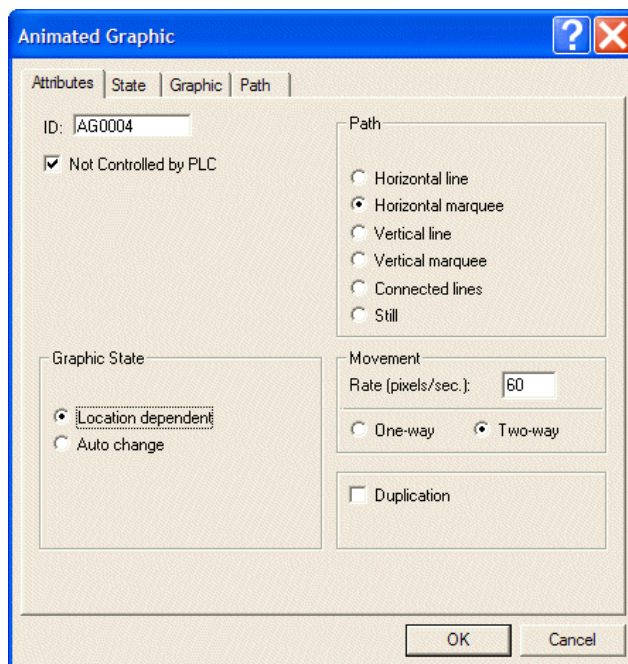 Animated Graphic
Attributes State Graphic Path
ID: AG0004
Not Controlled by PLC
Path
Horizontal line
Horizontal marquee
Vertical line
Vertical marquee
Connected lines
Still
Graphic State
Location dependent
Auto change
Movement
Rate (pixels/sec.): 60
One-way Two-way
Duplication
OK Cancel